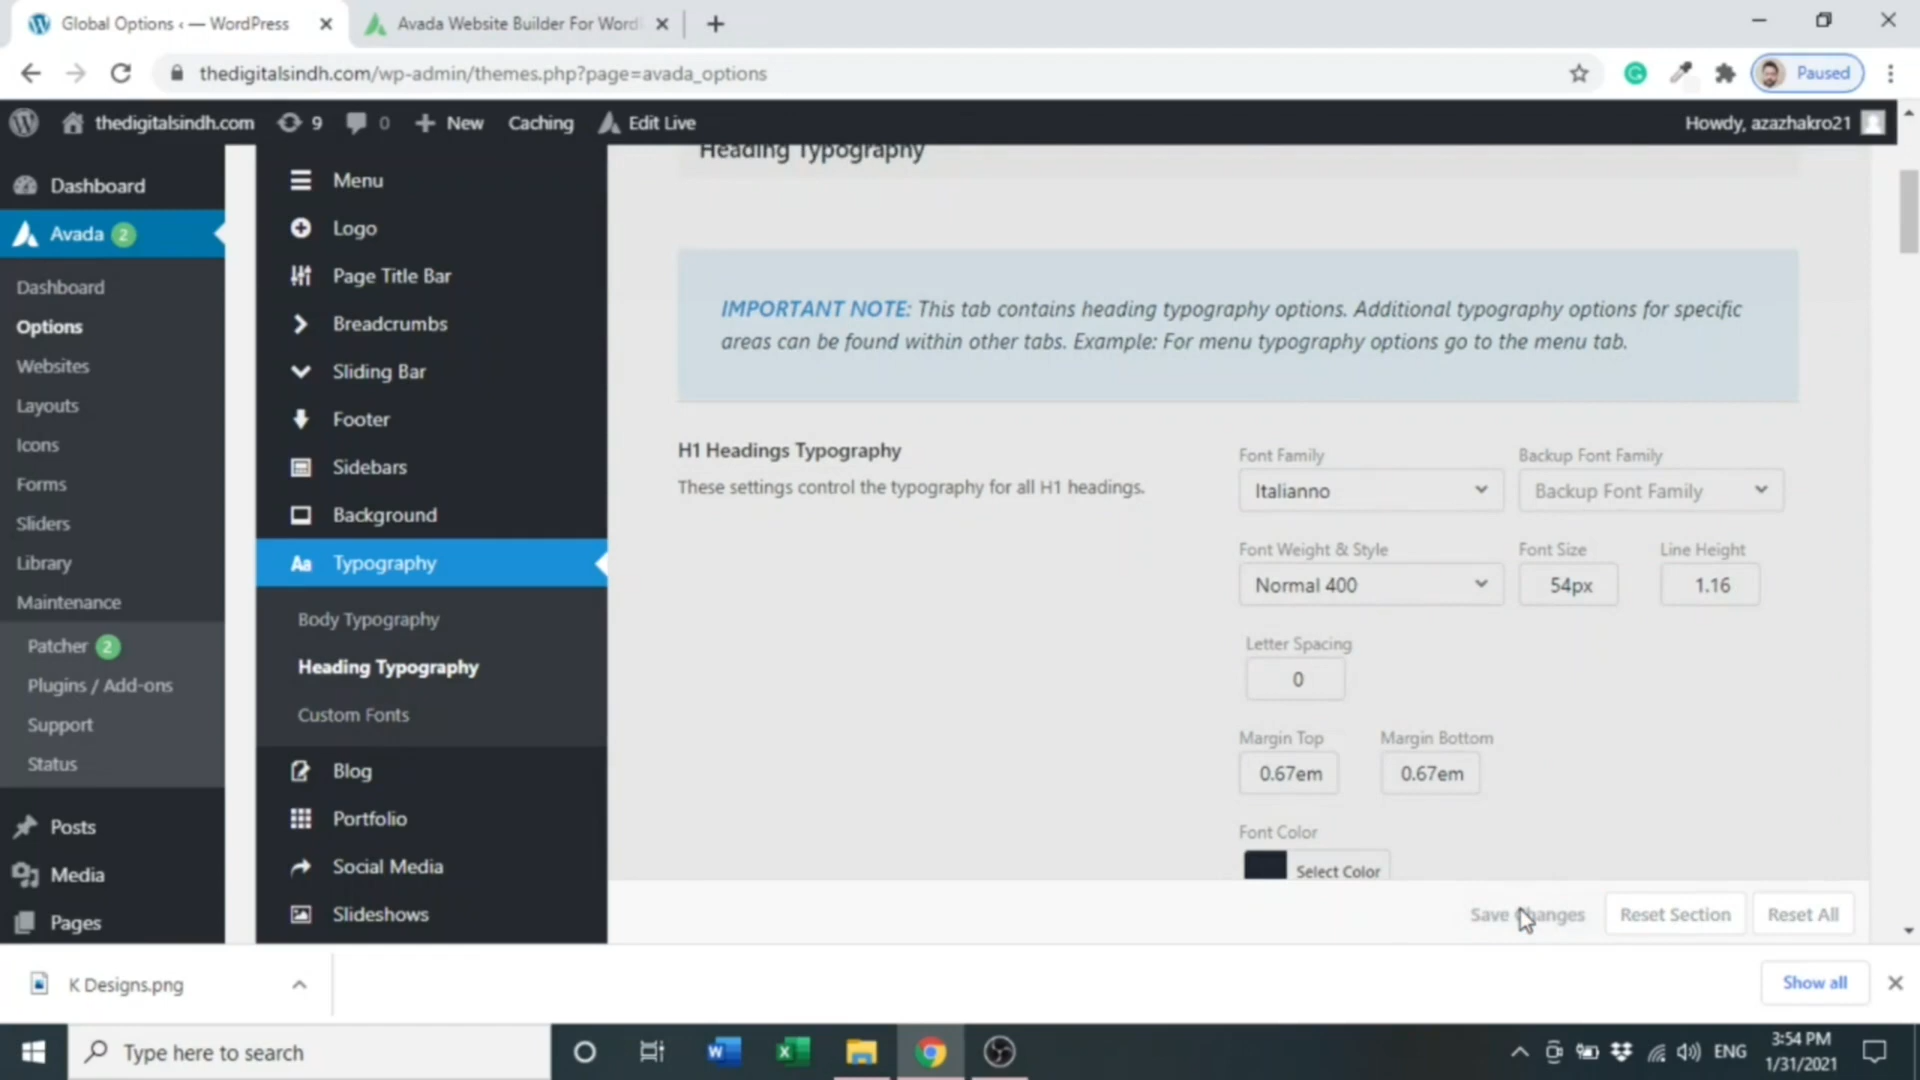 Global Options ‹ — WordPress
Avada Website Builder For Word
thedigitalsindh.com/wp-admin/themes.php?page=avada_options
Paused
thedigitalsindh.com
9
0
New
Caching
Edit Live
Howdy, azazhakro21
Dashboard
Avada 2
Dashboard
Options
Websites
Layouts
Icons
Forms
Sliders
Library
Maintenance
Patcher 2
Plugins / Add-ons
Support
Status
Posts
Media
Pages
Menu
Logo
Page Title Bar
Breadcrumbs
Sliding Bar
Footer
Sidebars
Background
Aa Typography
Body Typography
Heading Typography
Custom Fonts
Blog
Portfolio
Social Media
Slideshows
Heading Typography
IMPORTANT NOTE: This tab contains heading typography options. Additional typography options for specific
areas can be found within other tabs. Example: For menu typography options go to the menu tab.
H1 Headings Typography
These settings control the typography for all H1 headings.
Font Family
Backup Font Family
Italianno
Backup Font Family
Font Weight & Style
Font Size
Line Height
Normal 400
54px
1.16
Letter Spacing
0
Margin Top
Margin Bottom
0.67em
0.67em
Font Color
Select Color
Save Changes
Reset Section
Reset All
K Designs.png
Show all
Type here to search
ENG
3:54 PM
1/31/2021